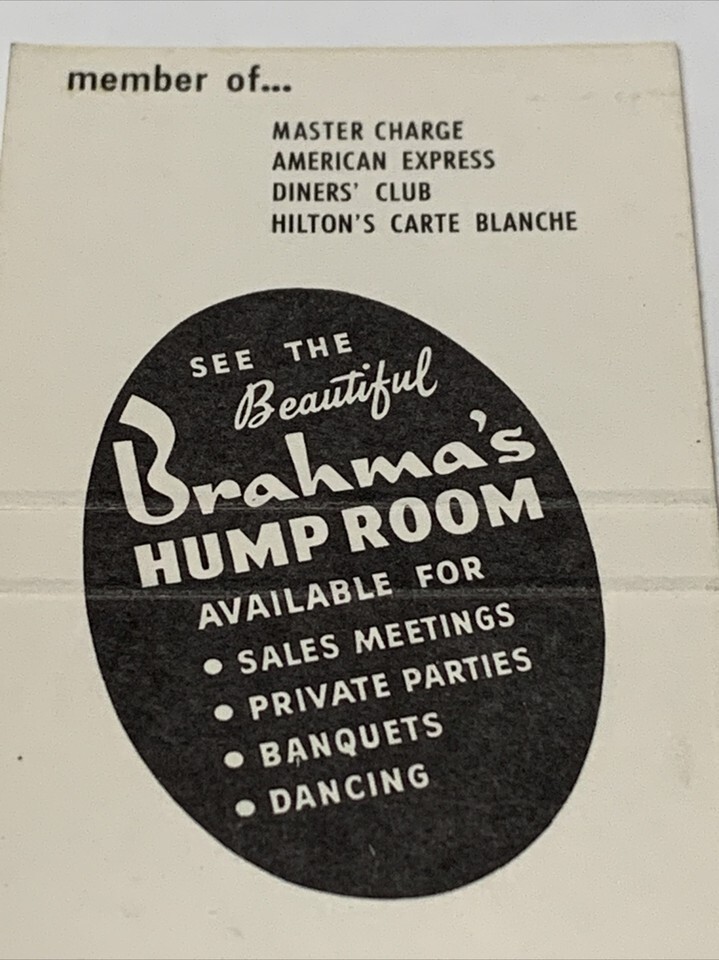 member of...
MASTER CHARGE
AMERICAN EXPRESS
DINERS' CLUB
HILTON'S CARTE BLANCHE
SEE THE
Beautiful
Brahma's
HUMP ROOM
AVAILABLE FOR
• SALES MEETINGS
• PRIVATE PARTIES
• BANQUETS
• DANCING